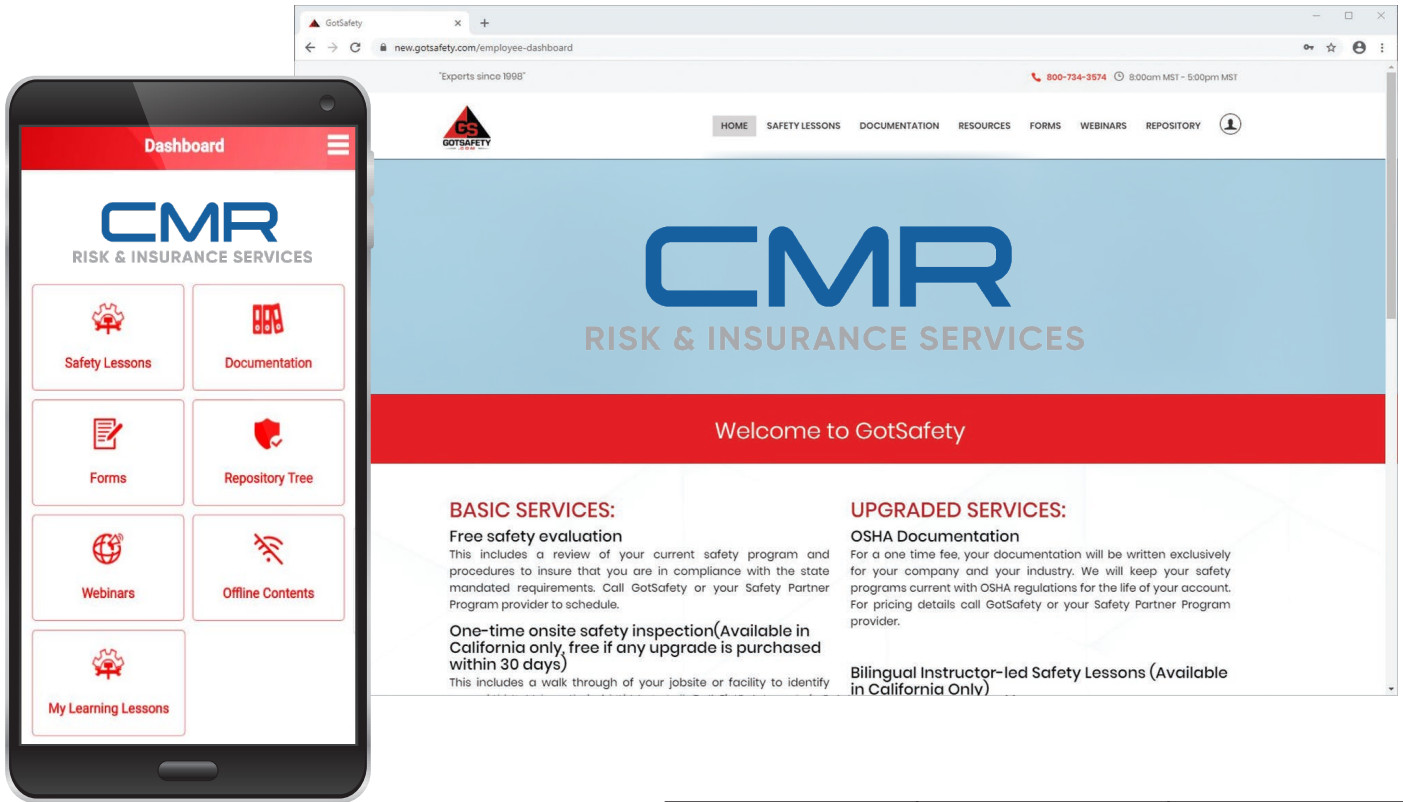 GotSafety
new.gotsafety.com/employee-dashboard
"Experts since 1998"
800-734-3574
8:00am MST - 5:00pm MST
GS
GOTSAFETY
.COM
HOME
SAFETY LESSONS
DOCUMENTATION
RESOURCES
FORMS
WEBINARS
REPOSITORY
CMR
RISK & INSURANCE SERVICES
Welcome to GotSafety
BASIC SERVICES:
Free safety evaluation
This includes a review of your current safety program and
procedures to insure that you are in compliance with the state
mandated requirements. Call GotSafety or your Safety Partner
Program provider to schedule.
One-time onsite safety inspection(Available in
California only, free if any upgrade is purchased
within 30 days)
This includes a walk through of your jobsite or facility to identify
UPGRADED SERVICES:
OSHA Documentation
For a one time fee, your documentation will be written exclusively
for your company and your industry. We will keep your safety
programs current with OSHA regulations for the life of your account.
For pricing details call GotSafety or your Safety Partner Program
provider.
Bilingual Instructor-led Safety Lessons (Available
in California Only)
Dashboard
CMR
RISK & INSURANCE SERVICES
Safety Lessons
Documentation
Forms
Repository Tree
Webinars
Offline Contents
My Learning Lessons